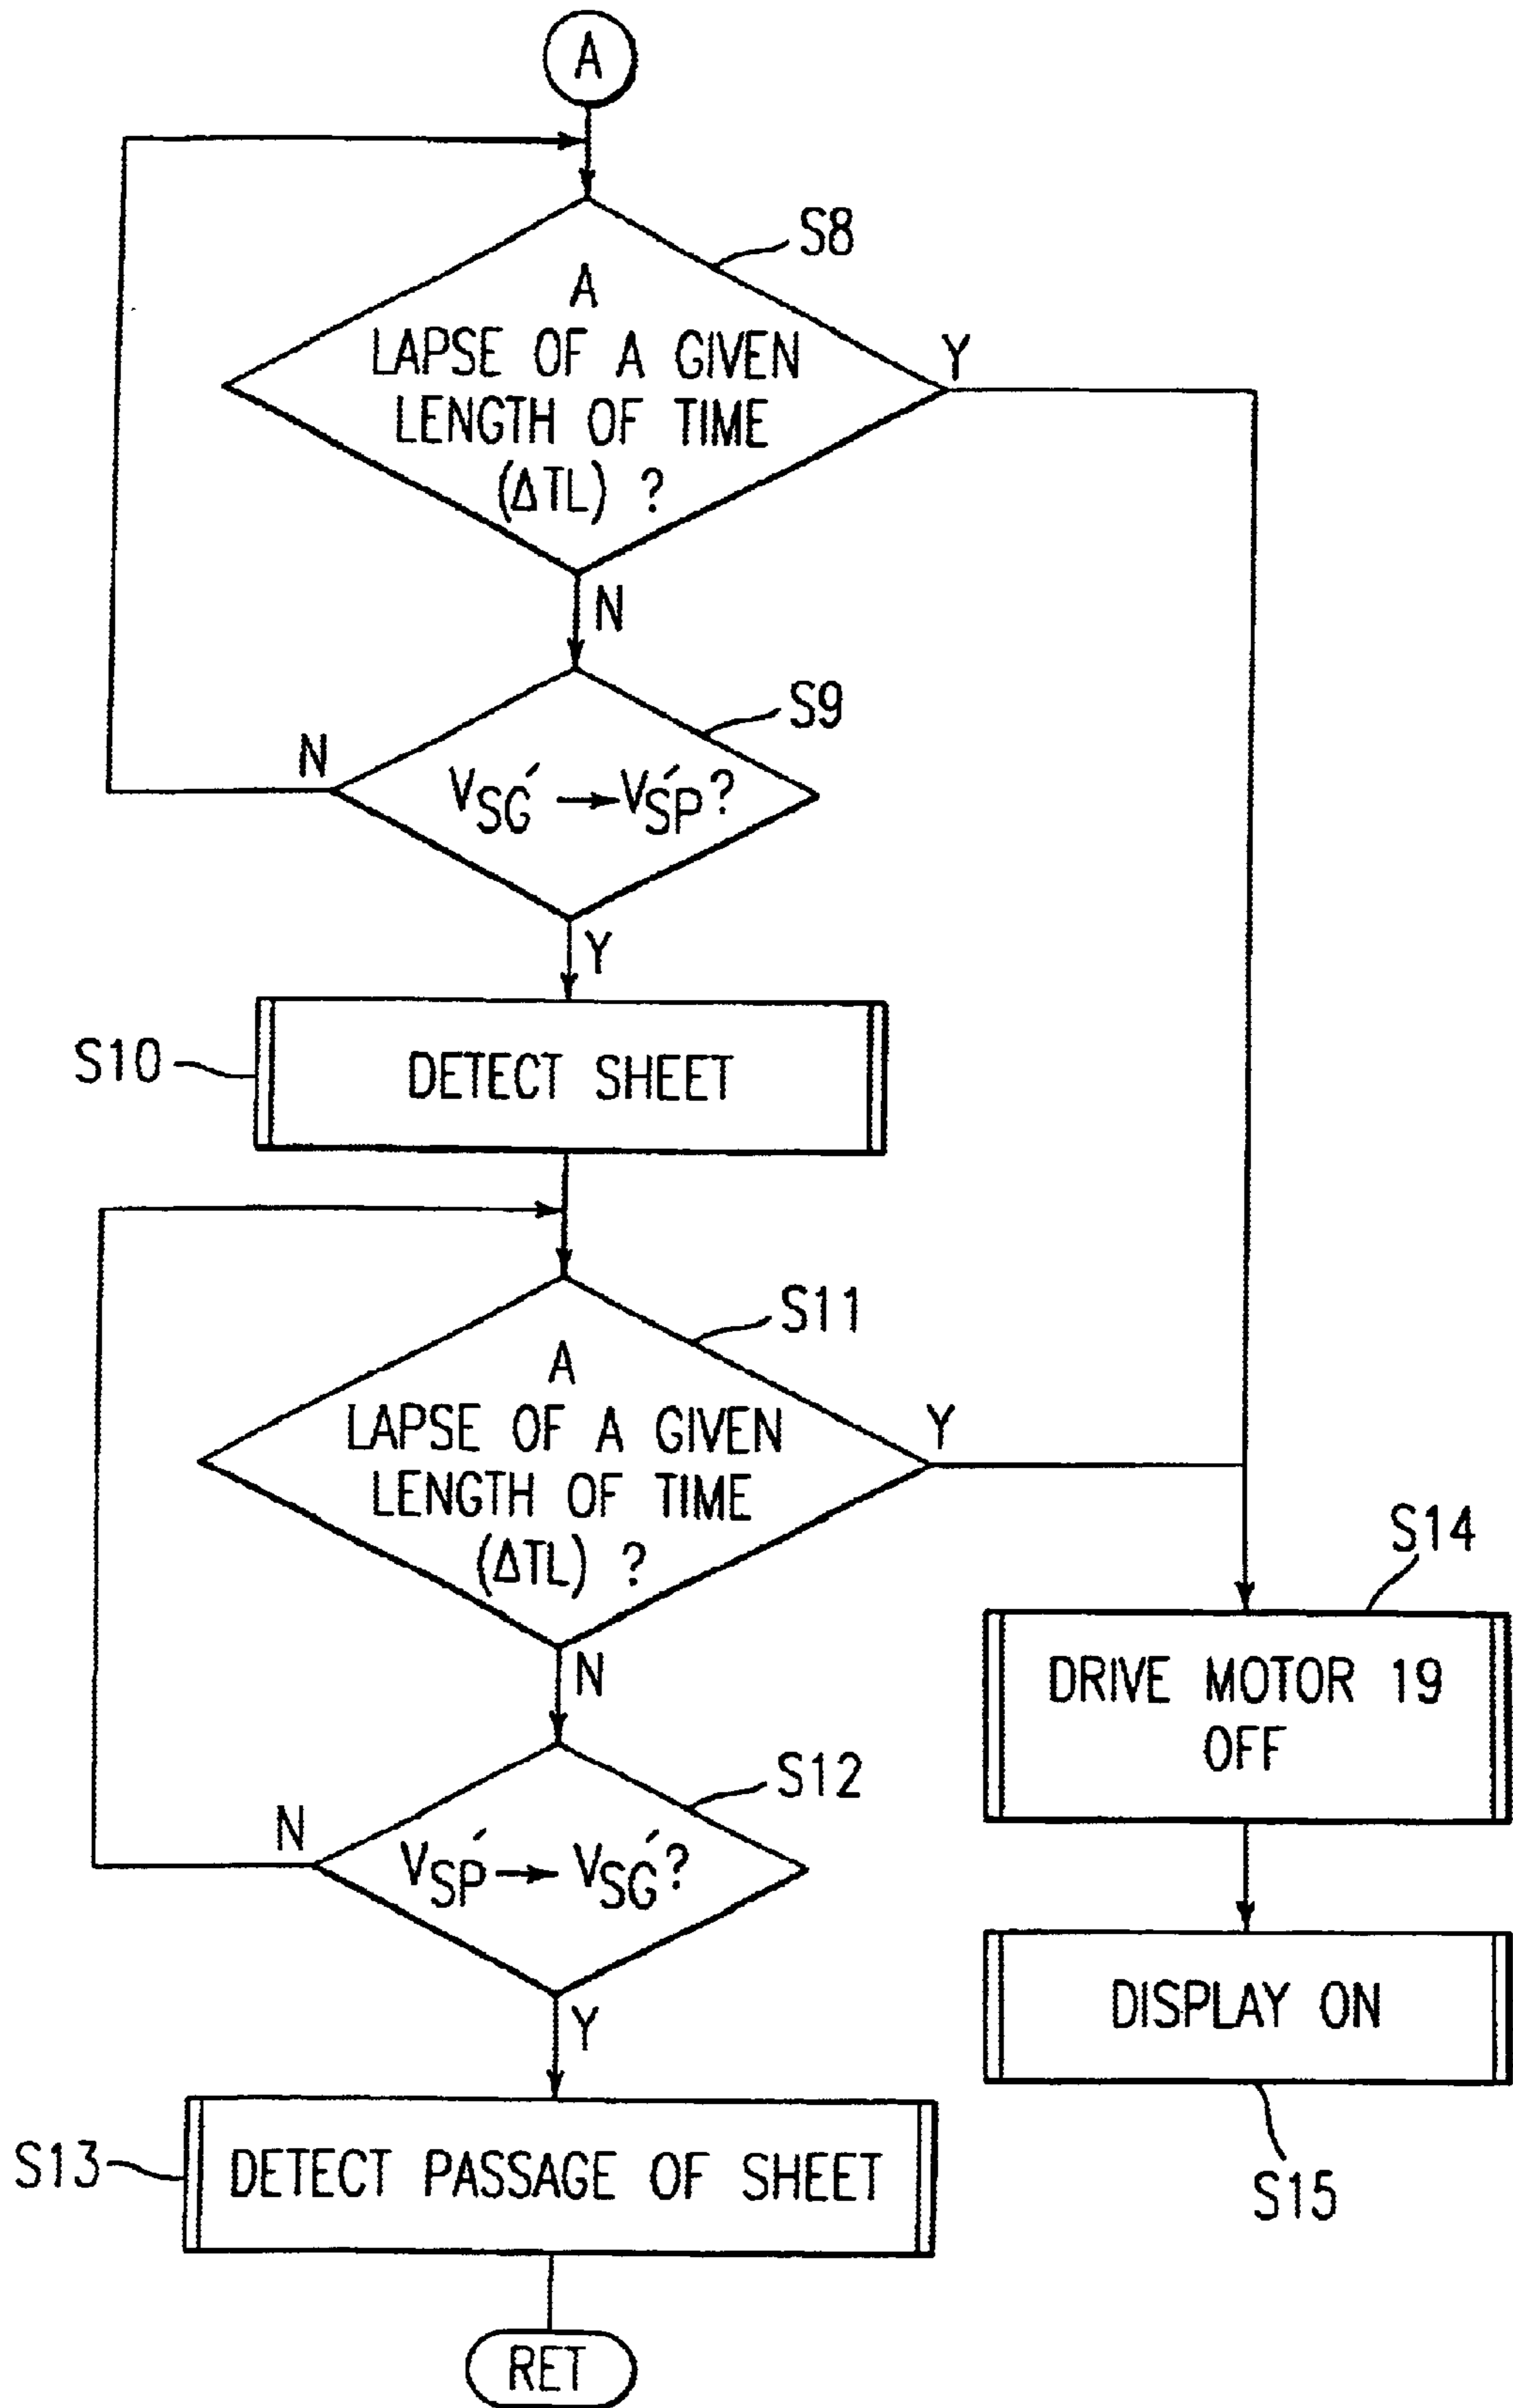 A
S8
A
LAPSE OF A GIVEN
LENGTH OF TIME
(ΔTL) ?
Y
N
S9
N
VSG' → VSP' ?
Y
S10
DETECT SHEET
S11
A
LAPSE OF A GIVEN
LENGTH OF TIME
(ΔTL) ?
Y
N
S14
DRIVE MOTOR 19
OFF
S12
N
VSP' → VSG' ?
Y
DISPLAY ON
S15
S13
DETECT PASSAGE OF SHEET
RET